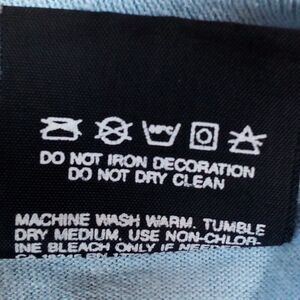 40°C
DO NOT IRON DECORATION
DO NOT DRY CLEAN
MACHINE WASH WARM. TUMBLE
DRY MEDIUM. USE NON-CHLOR-
INE BLEACH ONLY IF